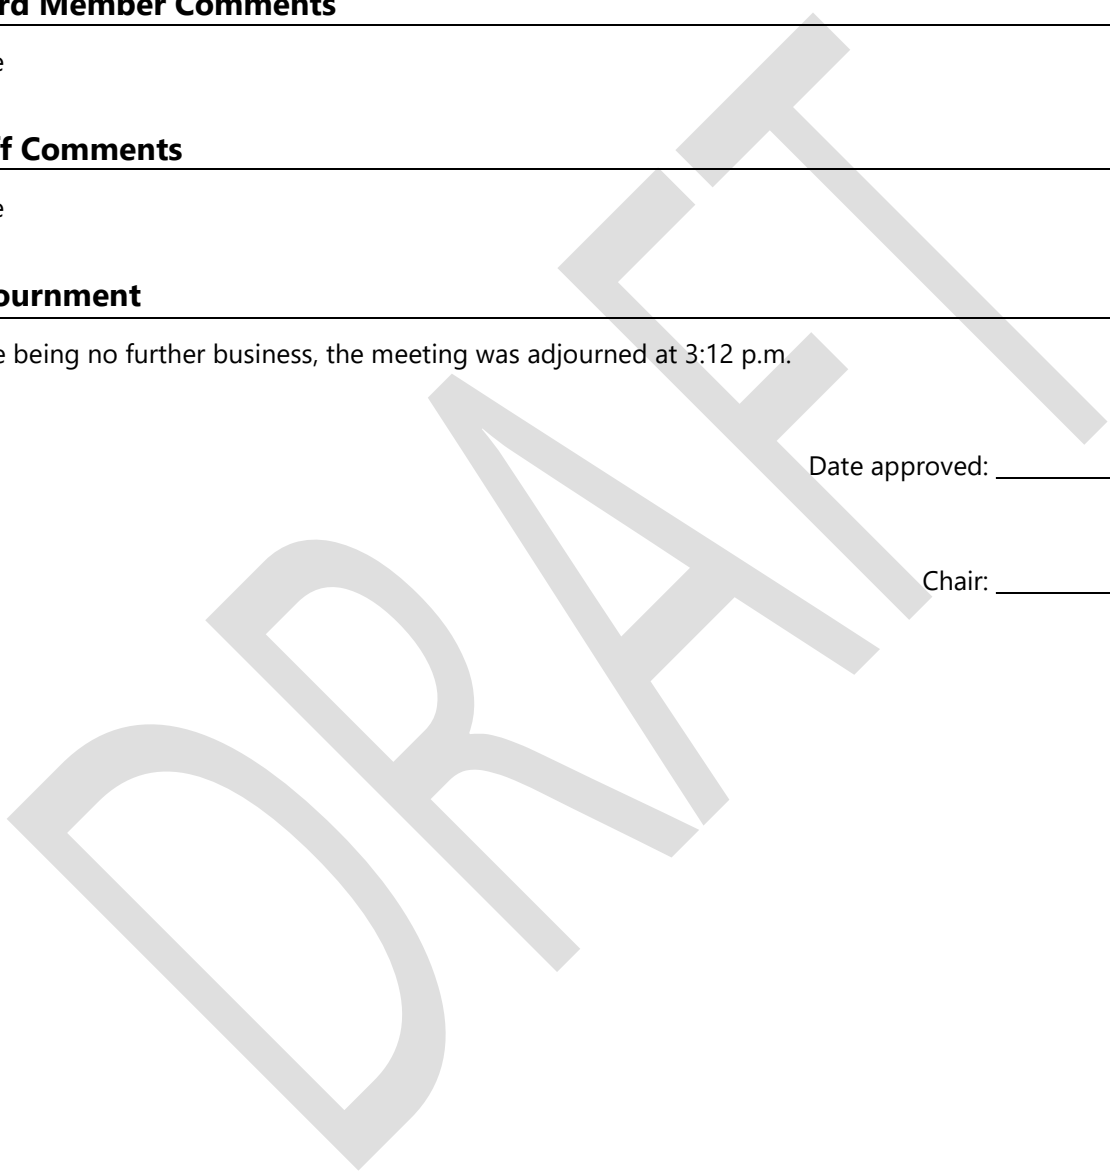 rd Member Comments
e
f Comments
e
ournment
e being no further business, the meeting was adjourned at 3:12 p.m.
Date approved:
Chair:
DRAFT